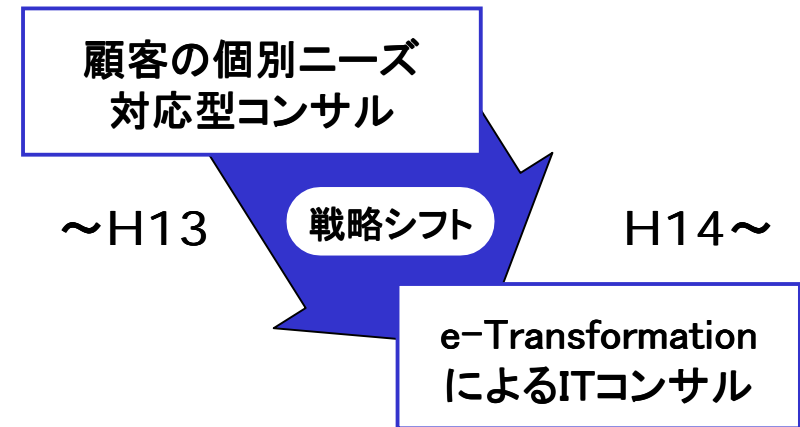 顧客の個別ニーズ
対応型コンサル
戦略シフト
～H13
H14～
e-Transformation
によるITコンサル